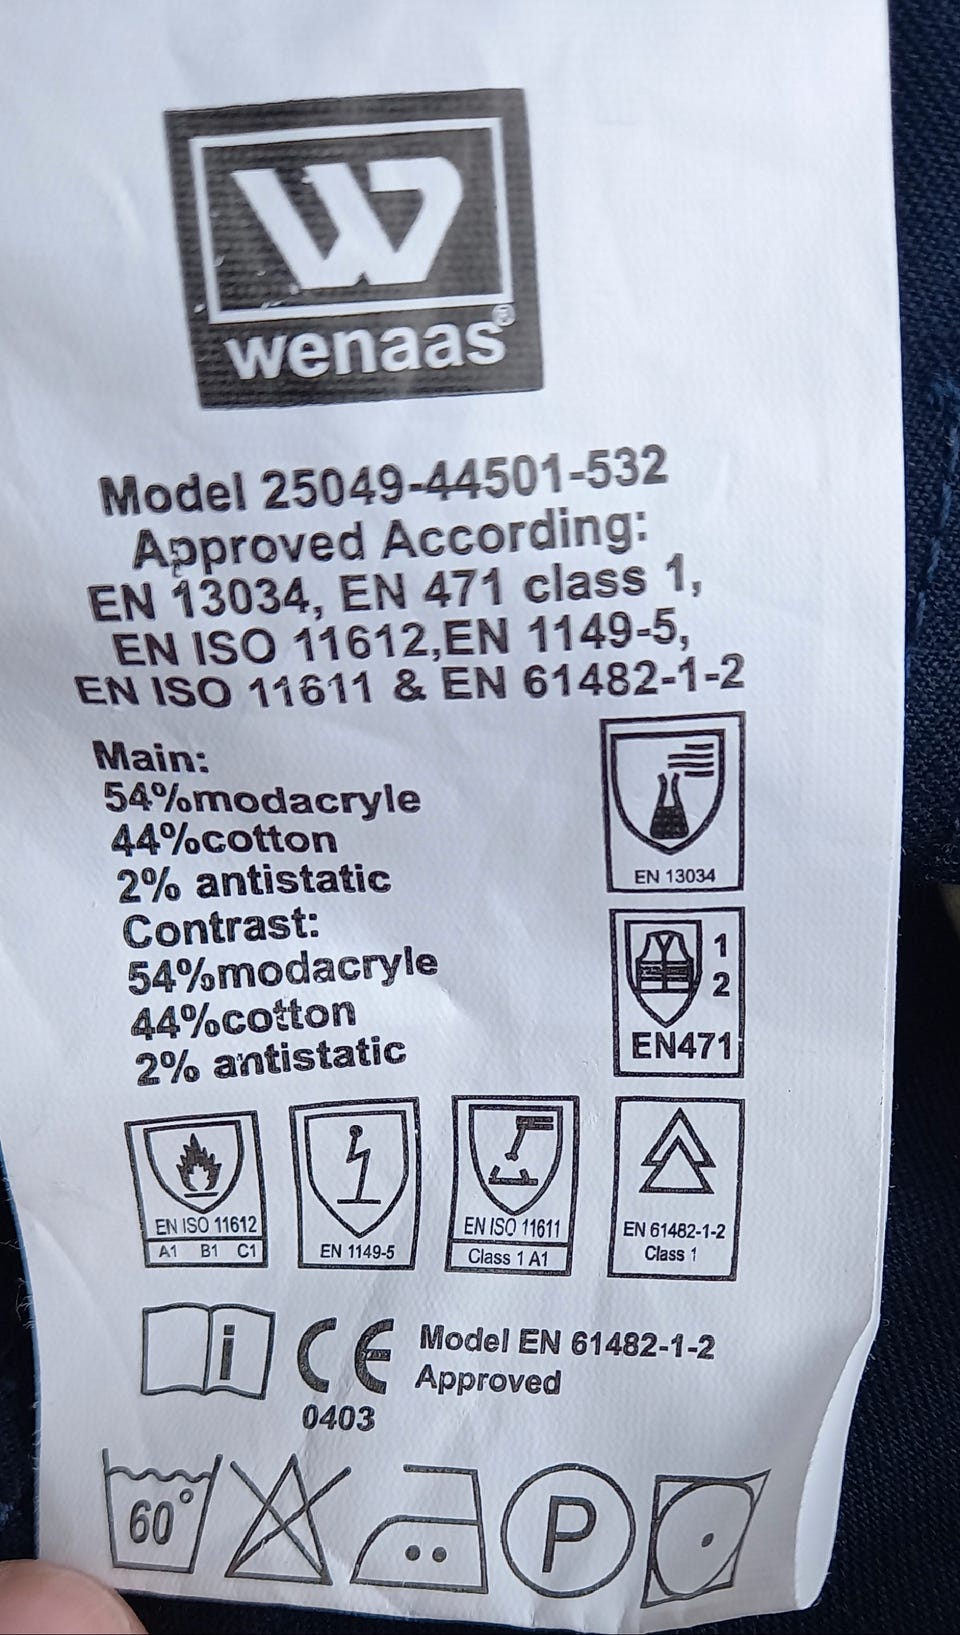 W
wenaas®
Model 25049-44501-532
Approved According:
EN 13034, EN 471 class 1,
EN ISO 11612,EN 1149-5,
EN ISO 11611 & EN 61482-1-2
Main:
54%modacryle
44%cotton
2% antistatic
Contrast:
54%modacryle
44%cotton
2% antistatic
EN 13034
1
2
EN471
EN ISO 11612
A1 B1 C1
EN 1149-5
EN ISO 11611
Class 1 A1
EN 61482-1-2
Class 1
i
CE
0403
Model EN 61482-1-2
Approved
60°
P